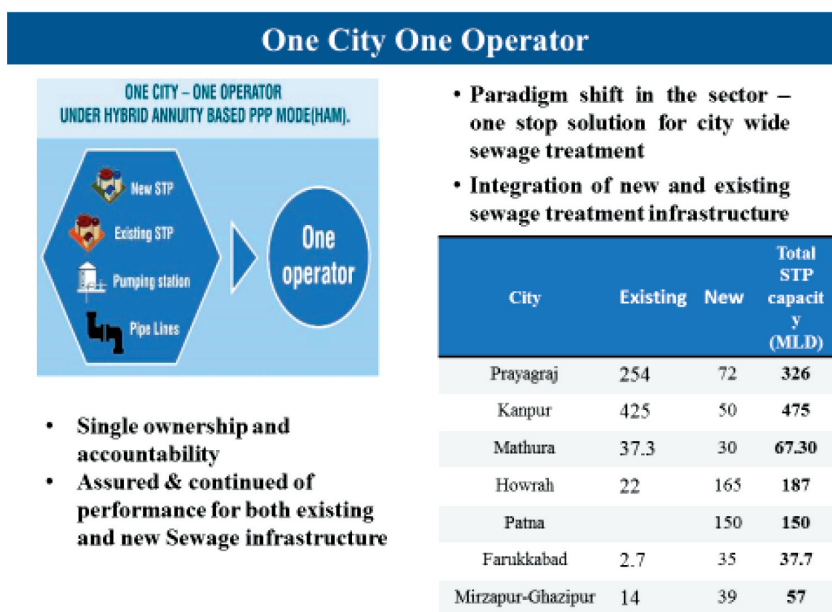 One City One Operator
ONE CITY – ONE OPERATOR
UNDER HYBRID ANNUITY BASED PPP MODE(HAM).
New STP
Existing STP
Pumping station
Pipe Lines
One
operator
• Single ownership and
accountability
• Assured & continued of
performance for both existing
and new Sewage infrastructure
• Paradigm shift in the sector –
one stop solution for city wide
sewage treatment
• Integration of new and existing
sewage treatment infrastructure
City Existing New Total
STP
capacit
y
(MLD)
Prayagraj 254 72 326
Kanpur 425 50 475
Mathura 37.3 30 67.30
Howrah 22 165 187
Patna 150 150
Farukkabad 2.7 35 37.7
Mirzapur-Ghazipur 14 39 57